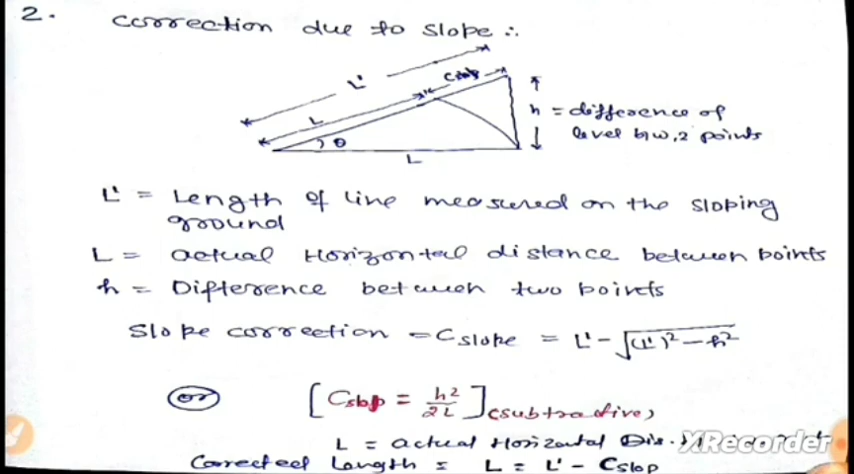 2. Correction due to slope ∴
L'
Cslop
L
θ
L
h = difference of
level b/w, 2 points
L' = Length of line measured on the sloping
ground
L = actual Horizontal distance between points
h = Difference between two points
Slope correction = Cslope = L' - √(L')² - h²
or [Cslop = h²/2L] (subtractive)
L = actual Horizontal Dis.
XRecorder
Corrected Length = L = L' - Cslop